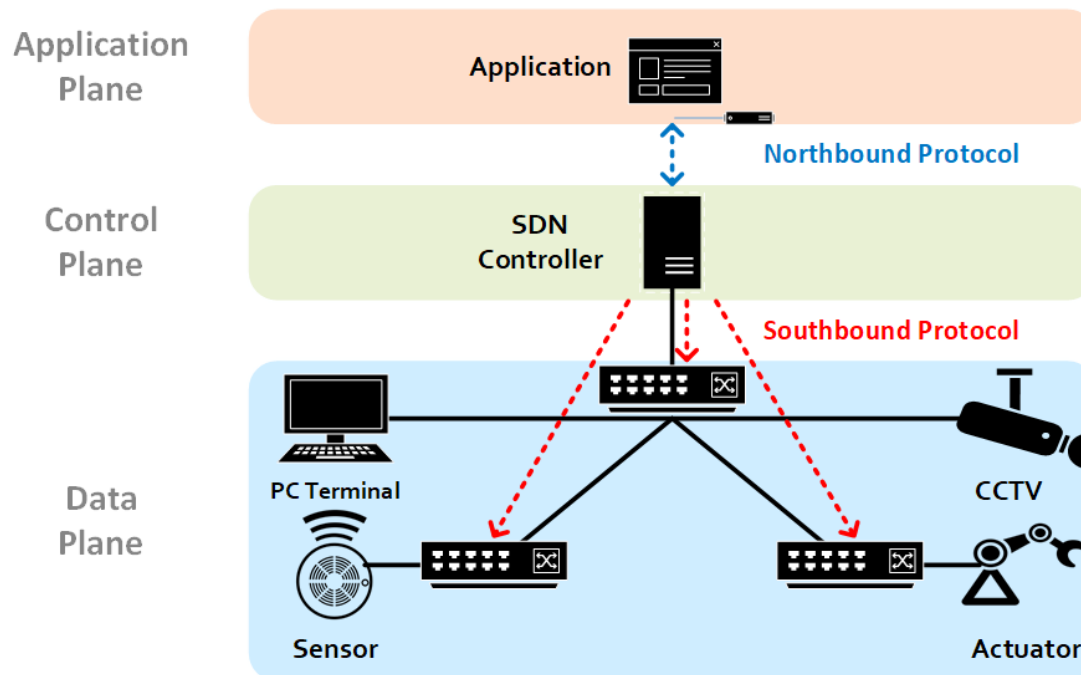 Application
Plane
Application
Northbound Protocol
Control
Plane
SDN
Controller
Southbound Protocol
Data
Plane
PC Terminal
CCTV
Sensor
Actuator